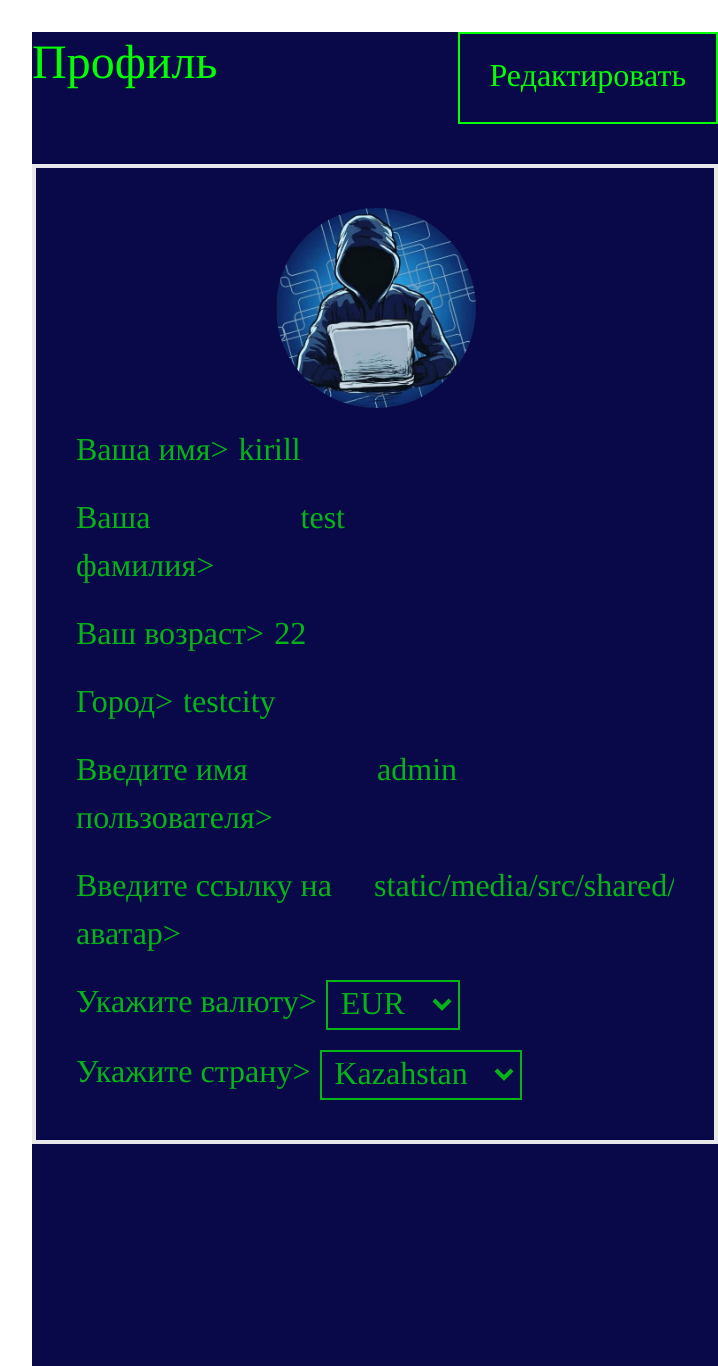 Профиль
Редактировать
Ваша имя> kirill
Ваша test
фамилия>
Ваш возраст> 22
Город> testcity
Введите имя admin
пользователя>
Введите ссылку на static/media/src/shared/
аватар>
Укажите валюту> EUR
Укажите страну> Kazahstan